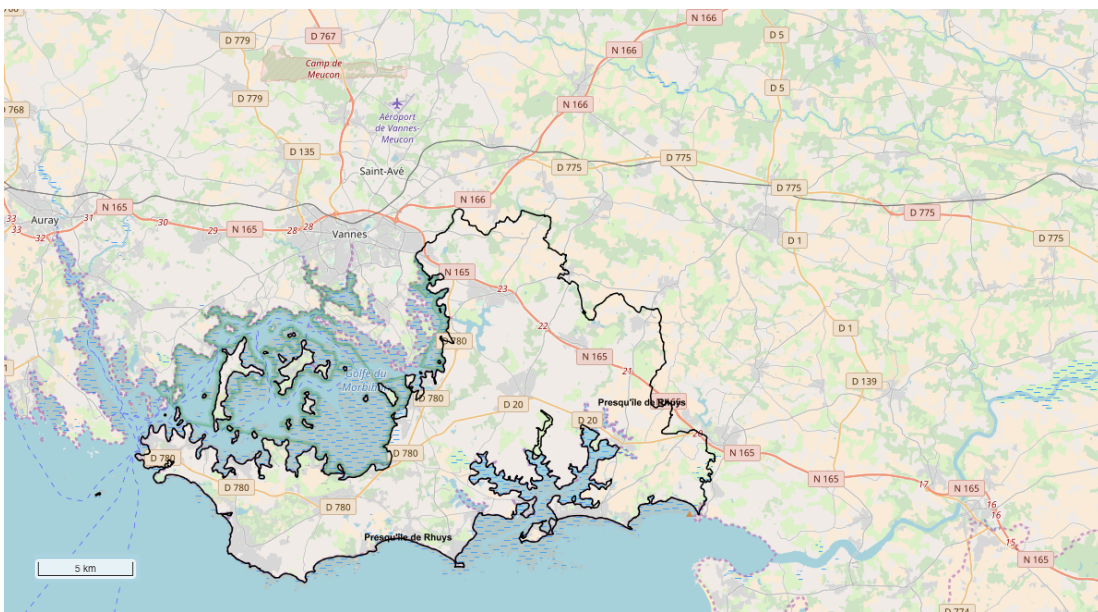 N 166
D 779
D 767
D 5
N 166
Camp de
Meucon
D 779
D 5
N 166
Aéroport
de Vannes-
Meucon
768
D 135
D 775
D 775
Saint-Avé
D 775
N 166
N 165
D 775
31
30
33
Auray
29
N 165
28
28
33
32
Vannes
D 1
D 775
N 165
23
22
D 1
D 780
N 165
Golfe du
21
D 139
D 780
D 20
Presqu'île de Rhuys
D 20
20
N 165
D 780
D 780
N 165
17
N 165
16
D 780
16
Presqu'île de Rhuys
15
N 165
5 km